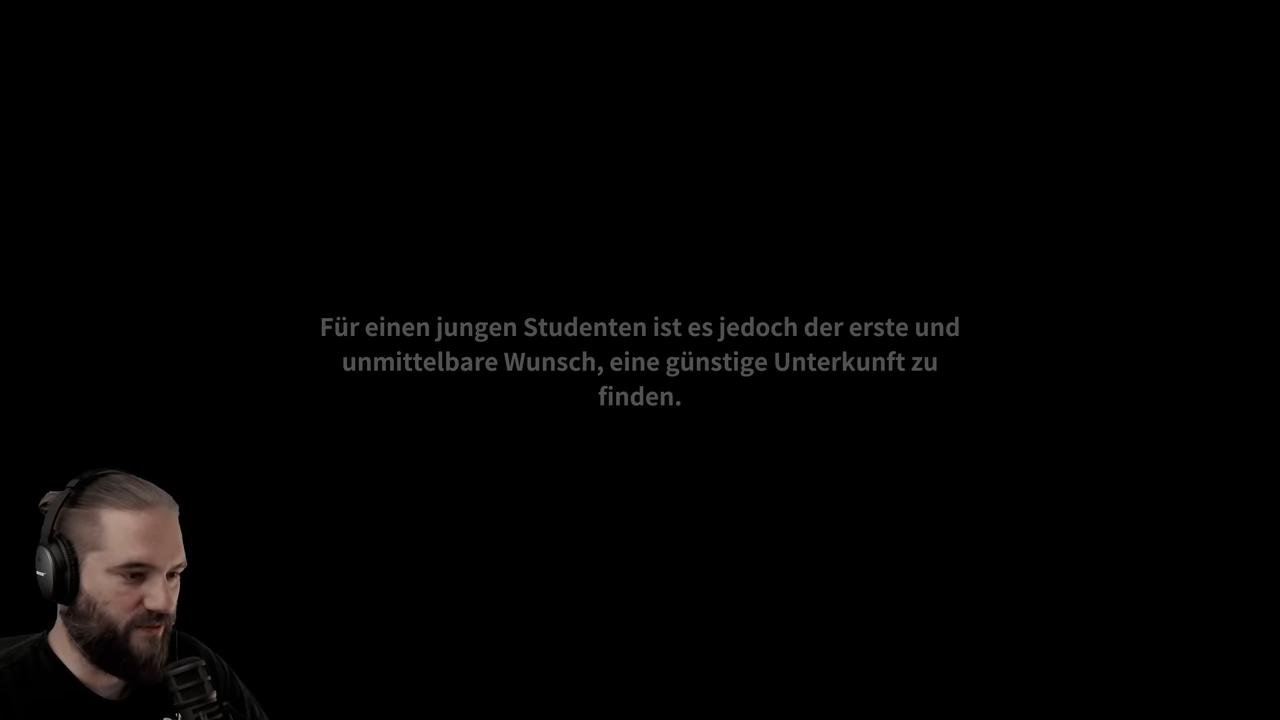 Für einen jungen Studenten ist es jedoch der erste und
unmittelbare Wunsch, eine günstige Unterkunft zu
finden.